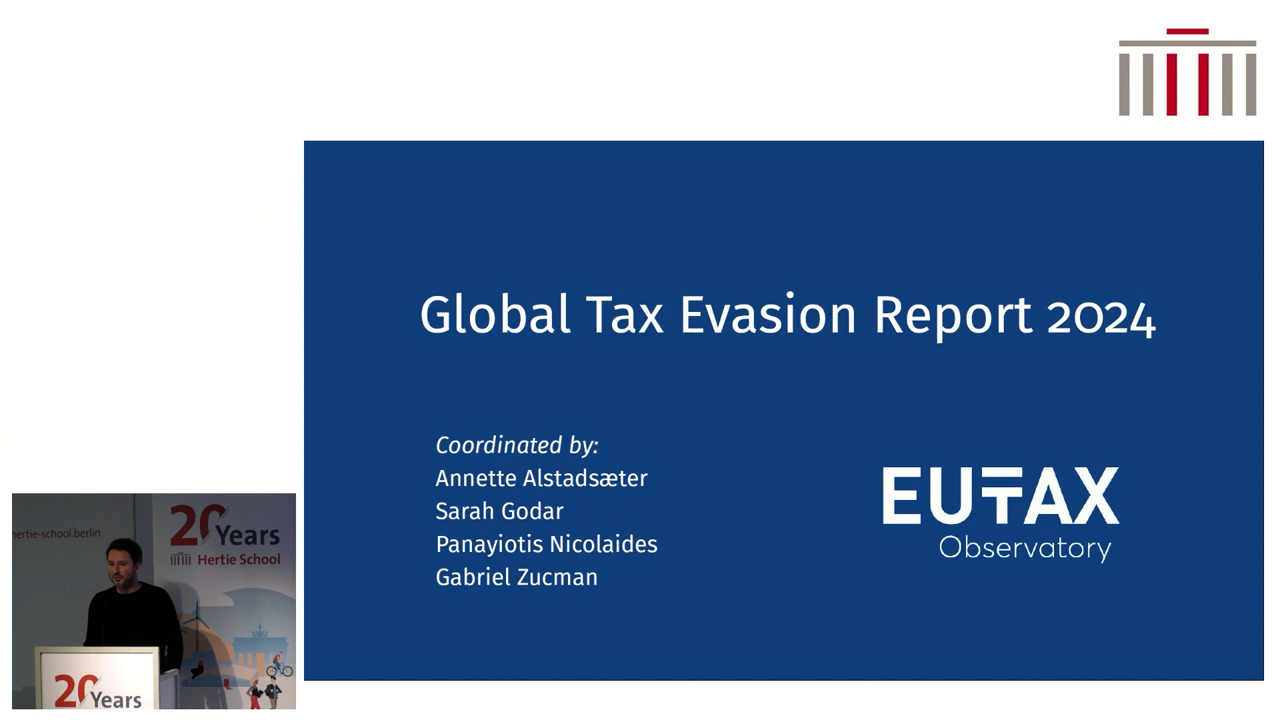 Global Tax Evasion Report 2024
Coordinated by:
Annette Alstadsæter
Sarah Godar
Panayiotis Nicolaides
Gabriel Zucman
EUTAX
Observatory
hertie-school.berlin
20 Years
Hertie School
20 Years